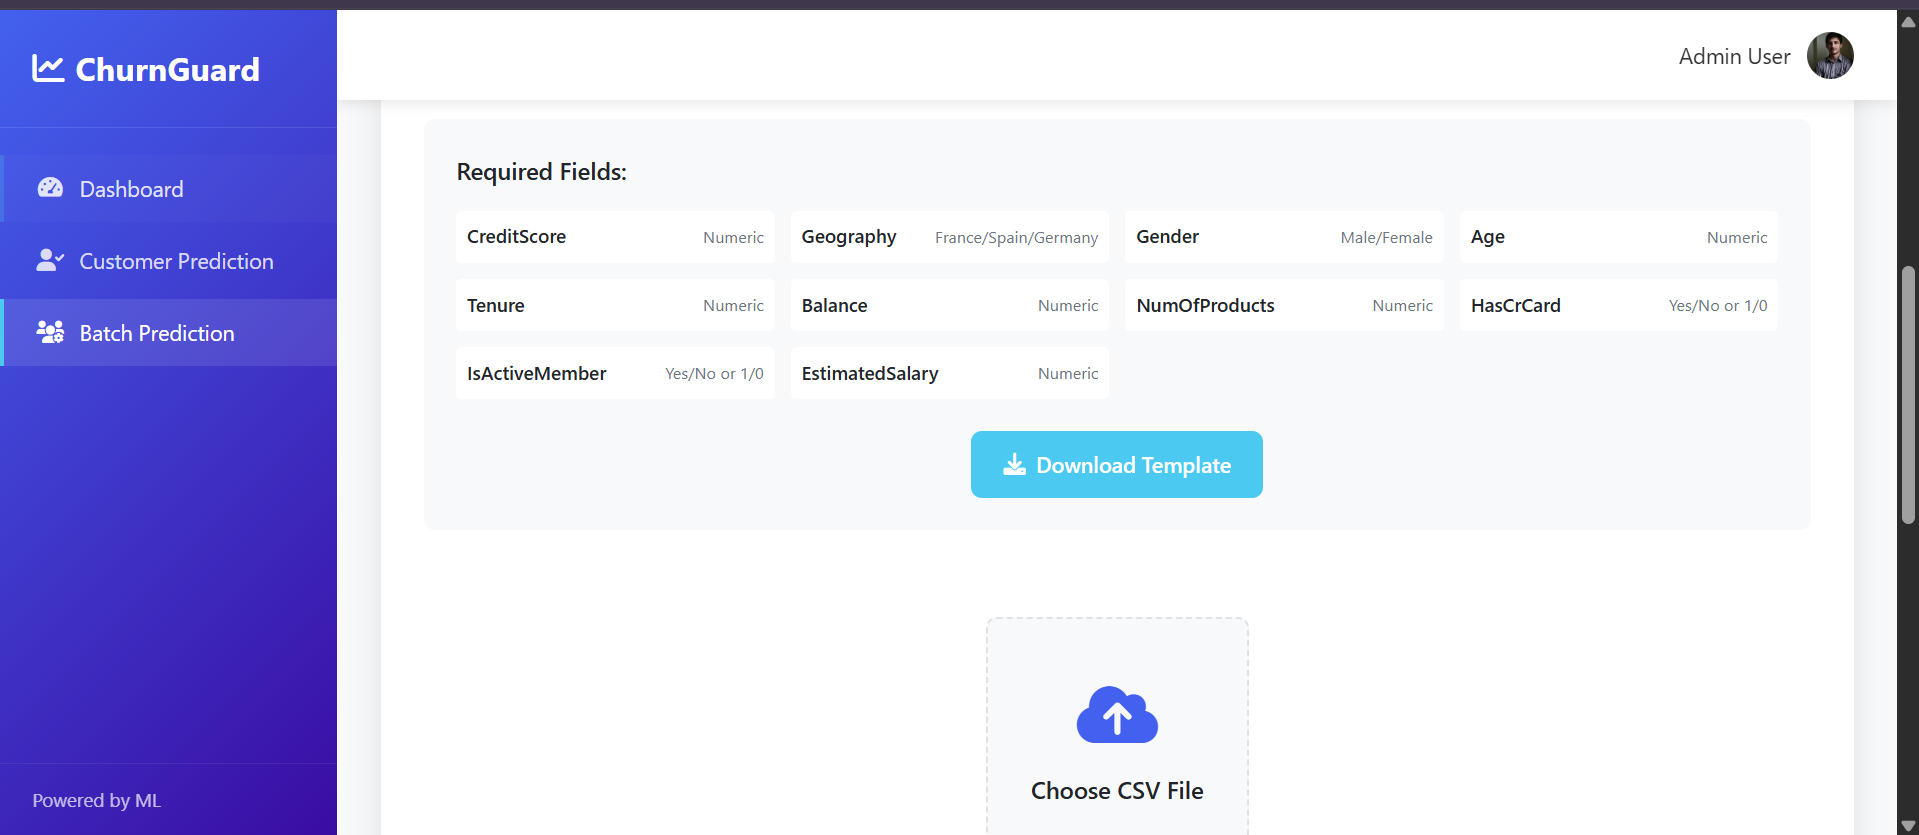 ChurnGuard
Admin User
Dashboard
Customer Prediction
Batch Prediction
Powered by ML
Required Fields:
CreditScore Numeric
Geography France/Spain/Germany
Gender Male/Female
Age Numeric
Tenure Numeric
Balance Numeric
NumOfProducts Numeric
HasCrCard Yes/No or 1/0
IsActiveMember Yes/No or 1/0
EstimatedSalary Numeric
Download Template
Choose CSV File